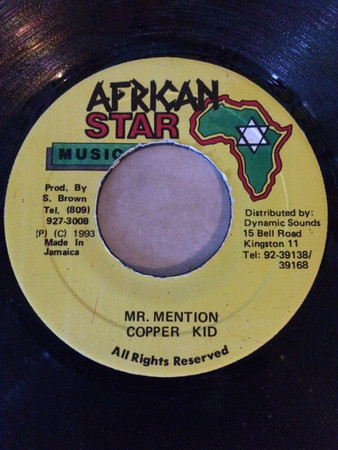 AFRICAN
STAR
MUSIC
Prod. By
S. Brown
Tel. (809)
927-3008
(P) (C) 1993
Made In
Jamaica
Distributed by:
Dynamic Sounds
15 Bell Road
Kingston 11
Tel: 92-39138/
39168
MR. MENTION
COPPER KID
All Rights Reserved